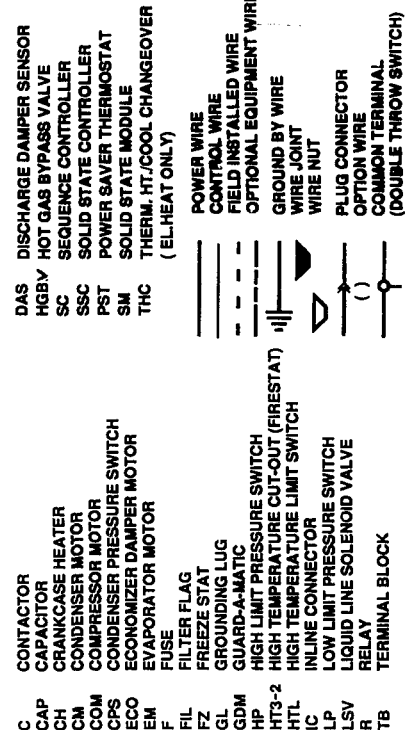 C CONTACTOR
CAP CAPACITOR
CH CRANKCASE HEATER
CM CONDENSER MOTOR
COM COMPRESSOR MOTOR
CPS CONDENSER PRESSURE SWITCH
ECO ECONOMIZER DAMPER MOTOR
EM EVAPORATOR MOTOR
F FUSE
FIL FILTER FLAG
FZ FREEZE STAT
GL GROUNDING LUG
GDM GUARD-A-MATIC
HP HIGH LIMIT PRESSURE SWITCH
HT3-2 HIGH TEMPERATURE CUT-OUT (FIRESTAT)
HTL HIGH TEMPERATURE LIMIT SWITCH
IC INLINE CONNECTOR
LP LOW LIMIT PRESSURE SWITCH
LSV LIQUID LINE SOLENOID VALVE
R RELAY
TB TERMINAL BLOCK
DAS DISCHARGE DAMPER SENSOR
HGBV HOT GAS BYPASS VALVE
SC SEQUENCE CONTROLLER
SSC SOLID STATE CONTROLLER
PST POWER SAVER THERMOSTAT
SM SOLID STATE MODULE
THC THERM. HT./COOL CHANGEOVER
( EL.HEAT ONLY)
POWER WIRE
CONTROL WIRE
FIELD INSTALLED WIRE
OPTIONAL EQUIPMENT WIRE
GROUND BY WIRE
WIRE JOINT
WIRE NUT
PLUG CONNECTOR
( ) OPTION WIRE
COMMON TERMINAL
(DOUBLE THROW SWITCH)